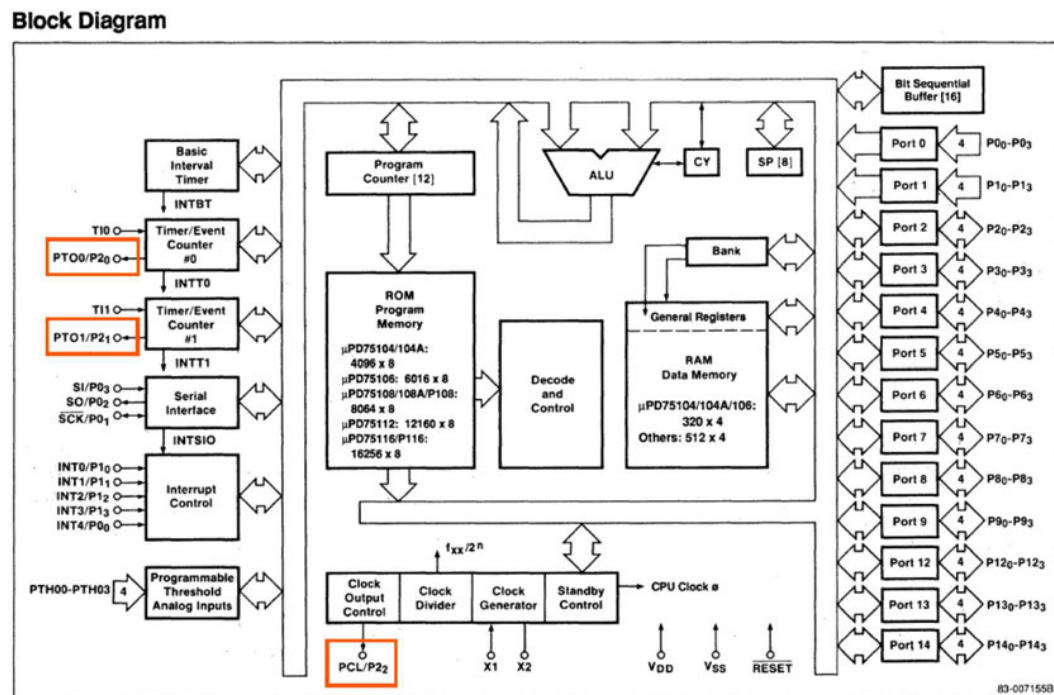 Block Diagram
Basic
Interval
Timer
INTBT
TI0
Timer/Event
Counter
#0
PTO0/P2₀
INTT0
TI1
Timer/Event
Counter
#1
PTO1/P2₁
INTT1
SI/P0₃
SO/P0₂
SCK/P0₁
Serial
Interface
INTSIO
INT0/P1₀
INT1/P1₁
INT2/P1₂
INT3/P1₃
INT4/P0₀
Interrupt
Control
PTH00-PTH03
4
Programmable
Threshold
Analog Inputs
Program
Counter [12]
ALU
CY
SP [8]
Bank
ROM
Program
Memory
µPD75104/104A:
4096 x 8
µPD75106: 6016 x 8
µPD75108/108A/P108:
8064 x 8
µPD75112: 12160 x 8
µPD75116/P116:
16256 x 8
Decode
and
Control
General Registers
RAM
Data Memory
µPD75104/104A/106:
320 x 4
Others: 512 x 4
fxx/2ⁿ
Clock
Output
Control
Clock
Divider
Clock
Generator
Standby
Control
CPU Clock ø
PCL/P2₂
X1
X2
VDD
VSS
RESET
Bit Sequential
Buffer [16]
Port 0 4 P0₀-P0₃
Port 1 4 P1₀-P1₃
Port 2 4 P2₀-P2₃
Port 3 4 P3₀-P3₃
Port 4 4 P4₀-P4₃
Port 5 4 P5₀-P5₃
Port 6 4 P6₀-P6₃
Port 7 4 P7₀-P7₃
Port 8 4 P8₀-P8₃
Port 9 4 P9₀-P9₃
Port 12 4 P12₀-P12₃
Port 13 4 P13₀-P13₃
Port 14 4 P14₀-P14₃
83-007155B